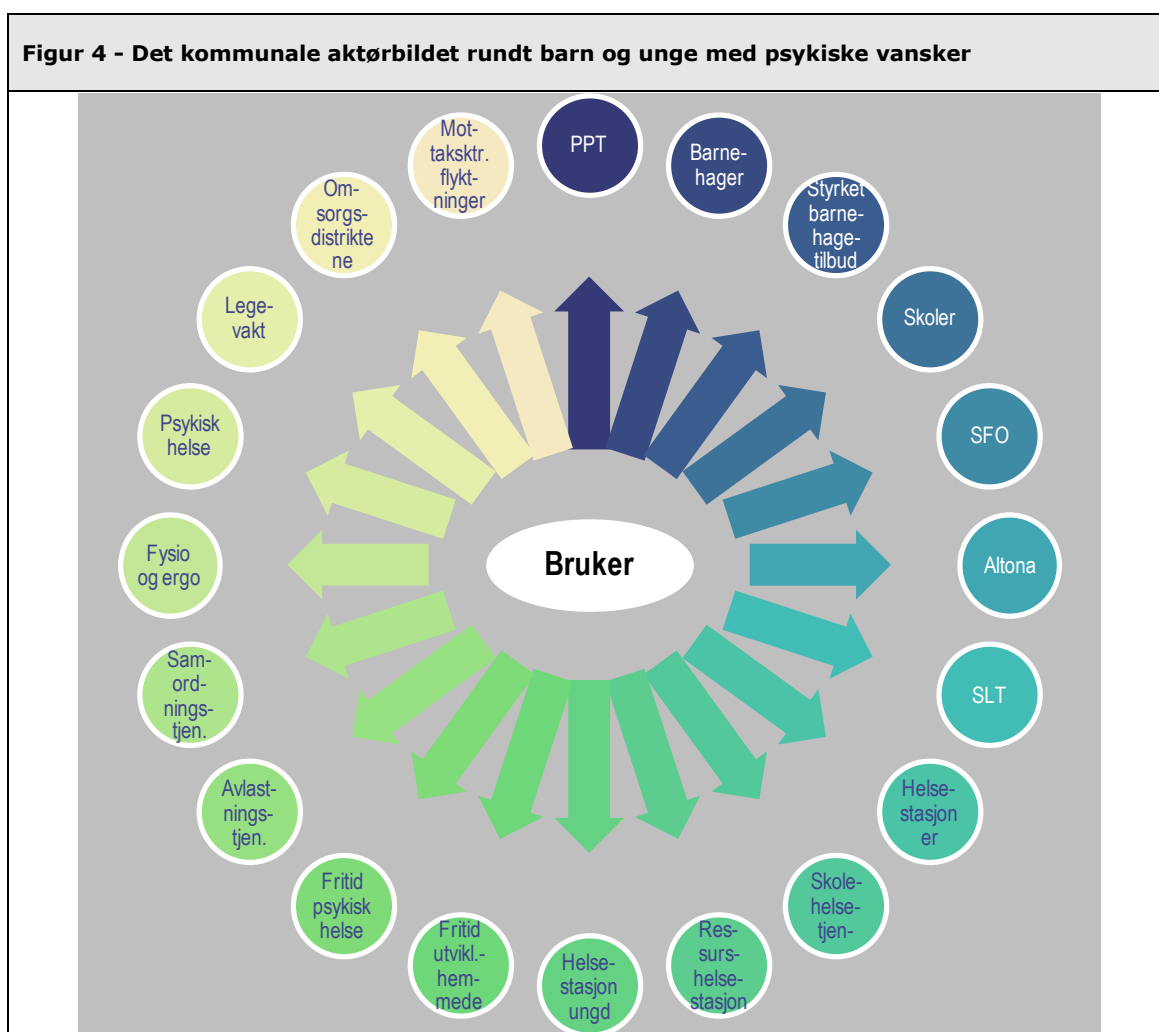 Figur 4 - Det kommunale aktørbildet rundt barn og unge med psykiske vansker
PPT
Barne-
hager
Styrket
barne-
hage-
tilbud
Skoler
SFO
Altona
SLT
Helse-
stasjon
er
Skole-
helse-
tjen-
Res-
surs-
helse-
stasjon
Helse-
stasjon
ungd
Fritid
utvikl.-
hem-
mede
Fritid
psykisk
helse
Avlast-
nings-
tjen.
Sam-
ord-
nings-
tjen.
Fysio
og ergo
Psykisk
helse
Lege-
vakt
Om-
sorgs-
distrikte
ne
Mot-
taksktr.
flykt-
ninger
Bruker